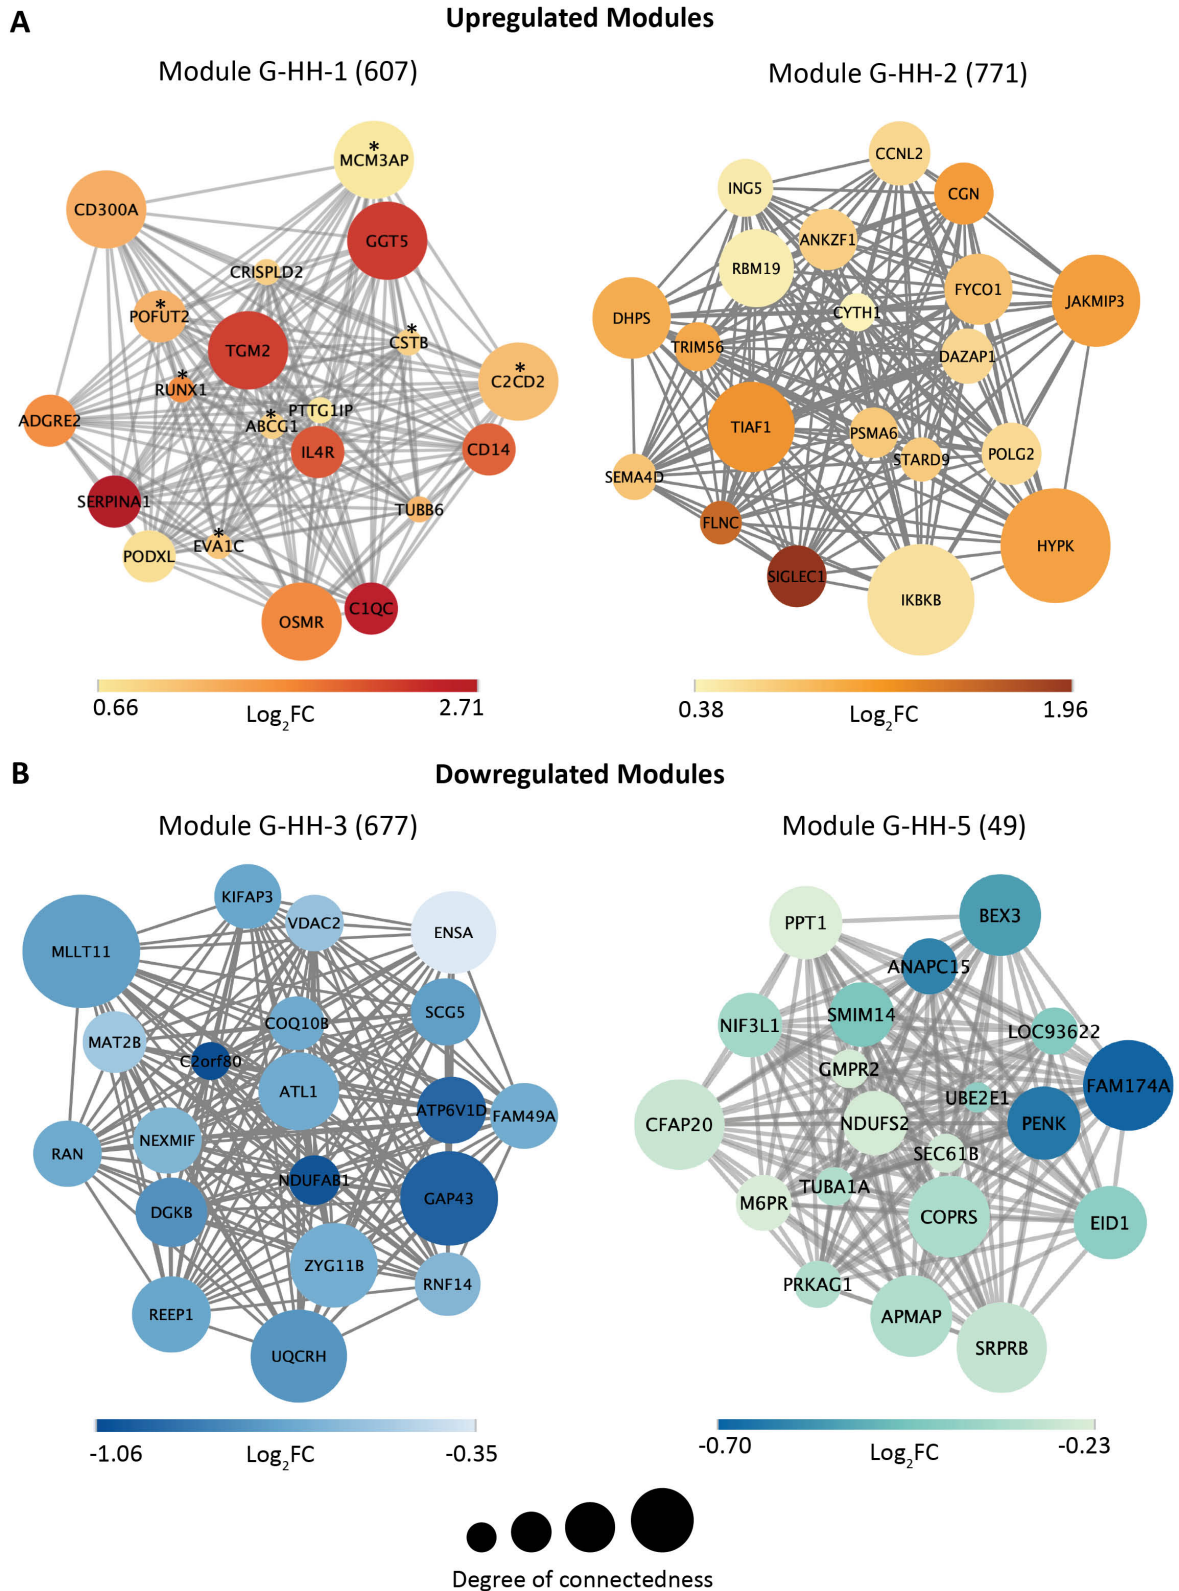 A
Upregulated Modules
Module G-HH-1 (607)
*
MCM3AP
CD300A
GGT5
CRISPLD2
*
POFUT2
*
CSTB
TGM2
*
C2CD2
*
RUNX1
PTTG1IP
*
ABCG1
ADGRE2
IL4R
CD14
SERPINA1
TUBB6
*
EVA1C
PODXL
C1QC
OSMR
0.66
Log2FC
2.71
Module G-HH-2 (771)
CCNL2
ING5
CGN
ANKZF1
RBM19
FYCO1
JAKMIP3
CYTH1
DHPS
TRIM56
DAZAP1
TIAF1
PSMA6
STARD9
POLG2
SEMA4D
FLNC
HYPK
SIGLEC1
IKBKB
0.38
Log2FC
1.96
B
Dowregulated Modules
Module G-HH-3 (677)
KIFAP3
VDAC2
ENSA
MLLT11
SCG5
COQ10B
MAT2B
C2orf80
ATL1
ATP6V1D
FAM49A
NEXMIF
RAN
NDUFAB1
GAP43
DGKB
ZYG11B
RNF14
REEP1
UQCRH
-1.06
Log2FC
-0.35
Module G-HH-5 (49)
PPT1
BEX3
ANAPC15
SMIM14
NIF3L1
LOC93622
GMPR2
FAM174A
UBE2E1
CFAP20
NDUFS2
PENK
SEC61B
TUBA1A
M6PR
COPRS
EID1
PRKAG1
APMAP
SRPRB
-0.70
Log2FC
-0.23
Degree of connectedness